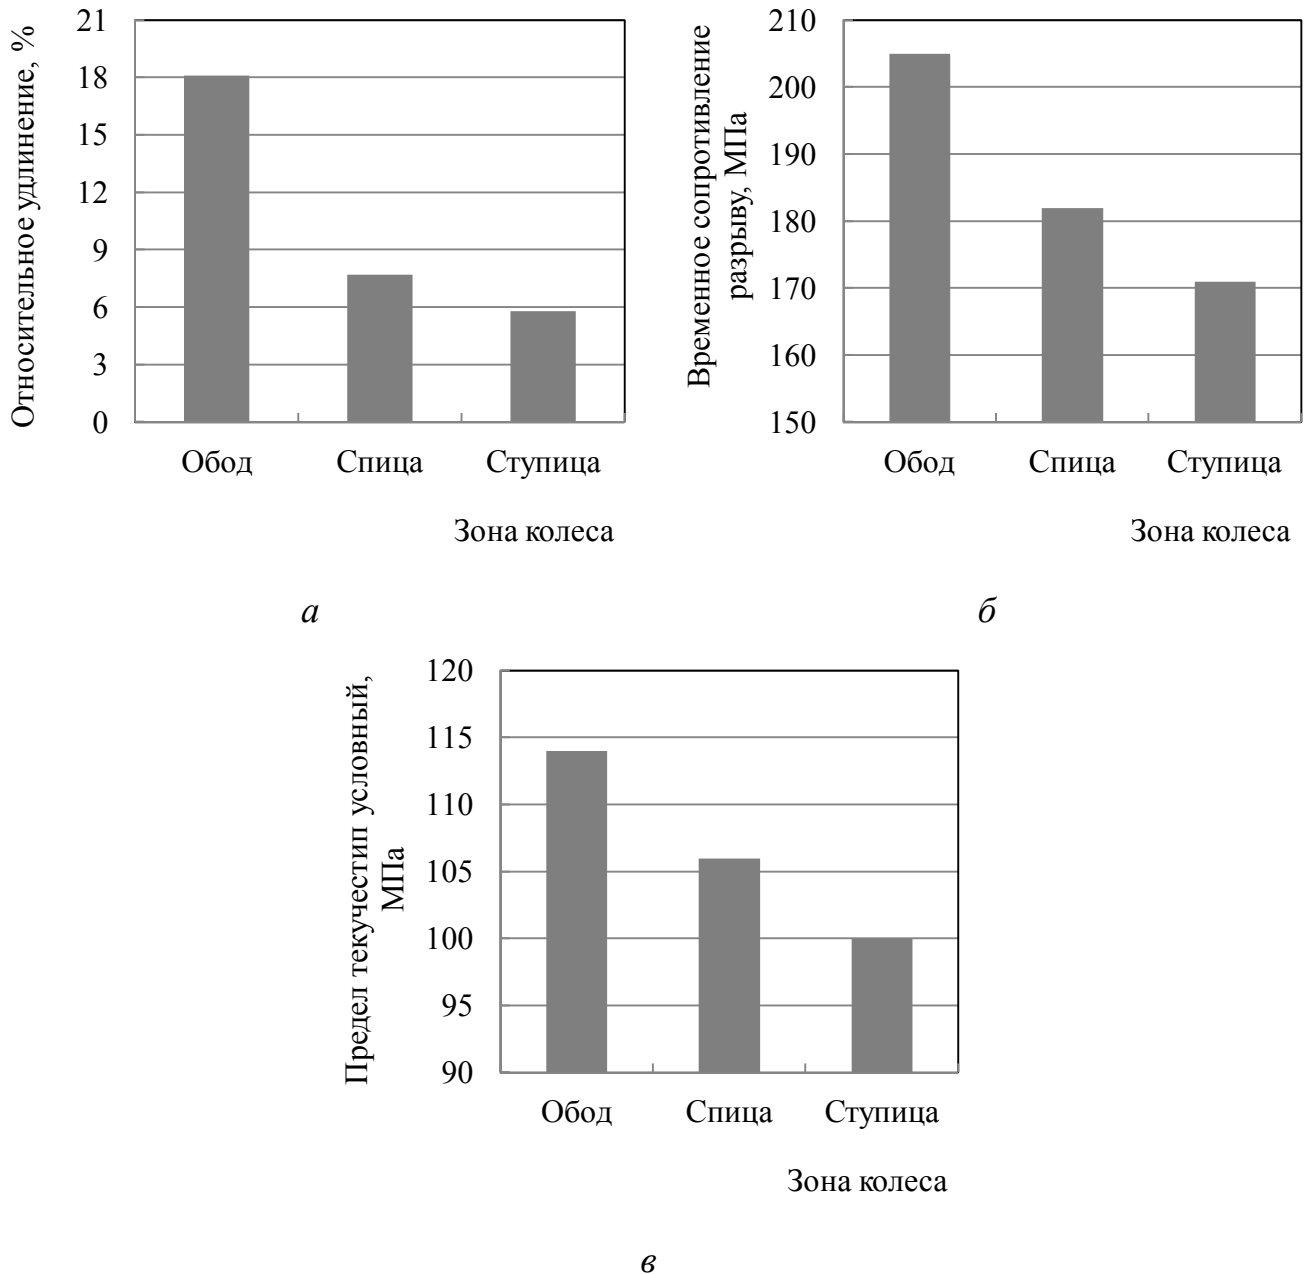 Относительное удлинение, %
21
18
15
12
9
6
3
0
Обод Спица Ступица
Зона колеса
а
Временное сопротивление
разрыву, МПа
210
200
190
180
170
160
150
Обод Спица Ступица
Зона колеса
б
Предел текучестип условный,
МПа
120
115
110
105
100
95
90
Обод Спица Ступица
Зона колеса
в